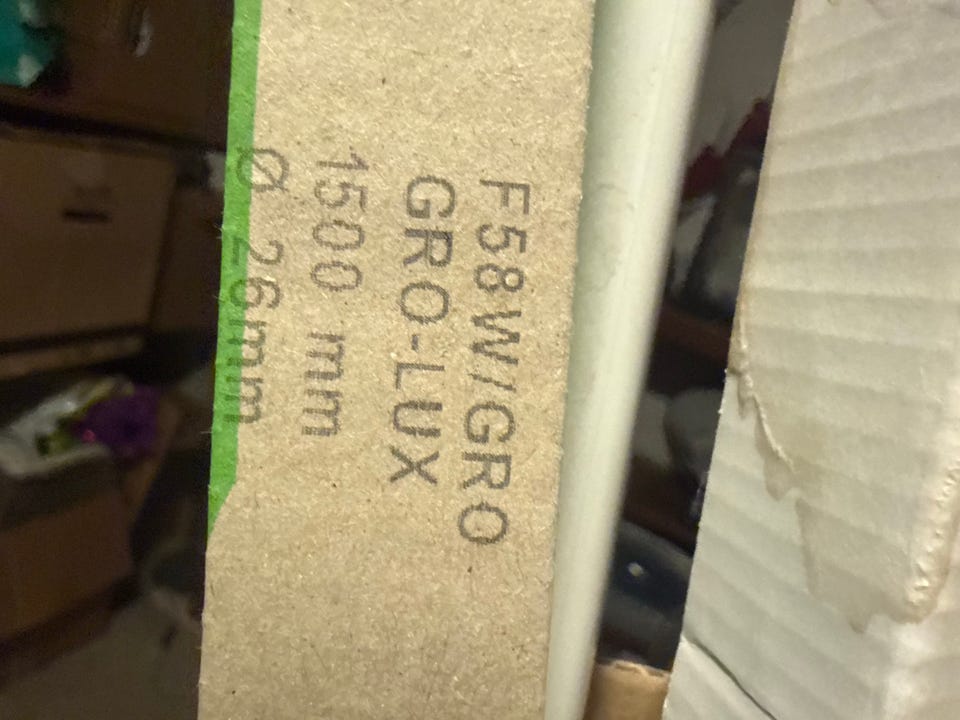 F58W/GRO
GRO-LUX
1500 mm
Ø 26mm